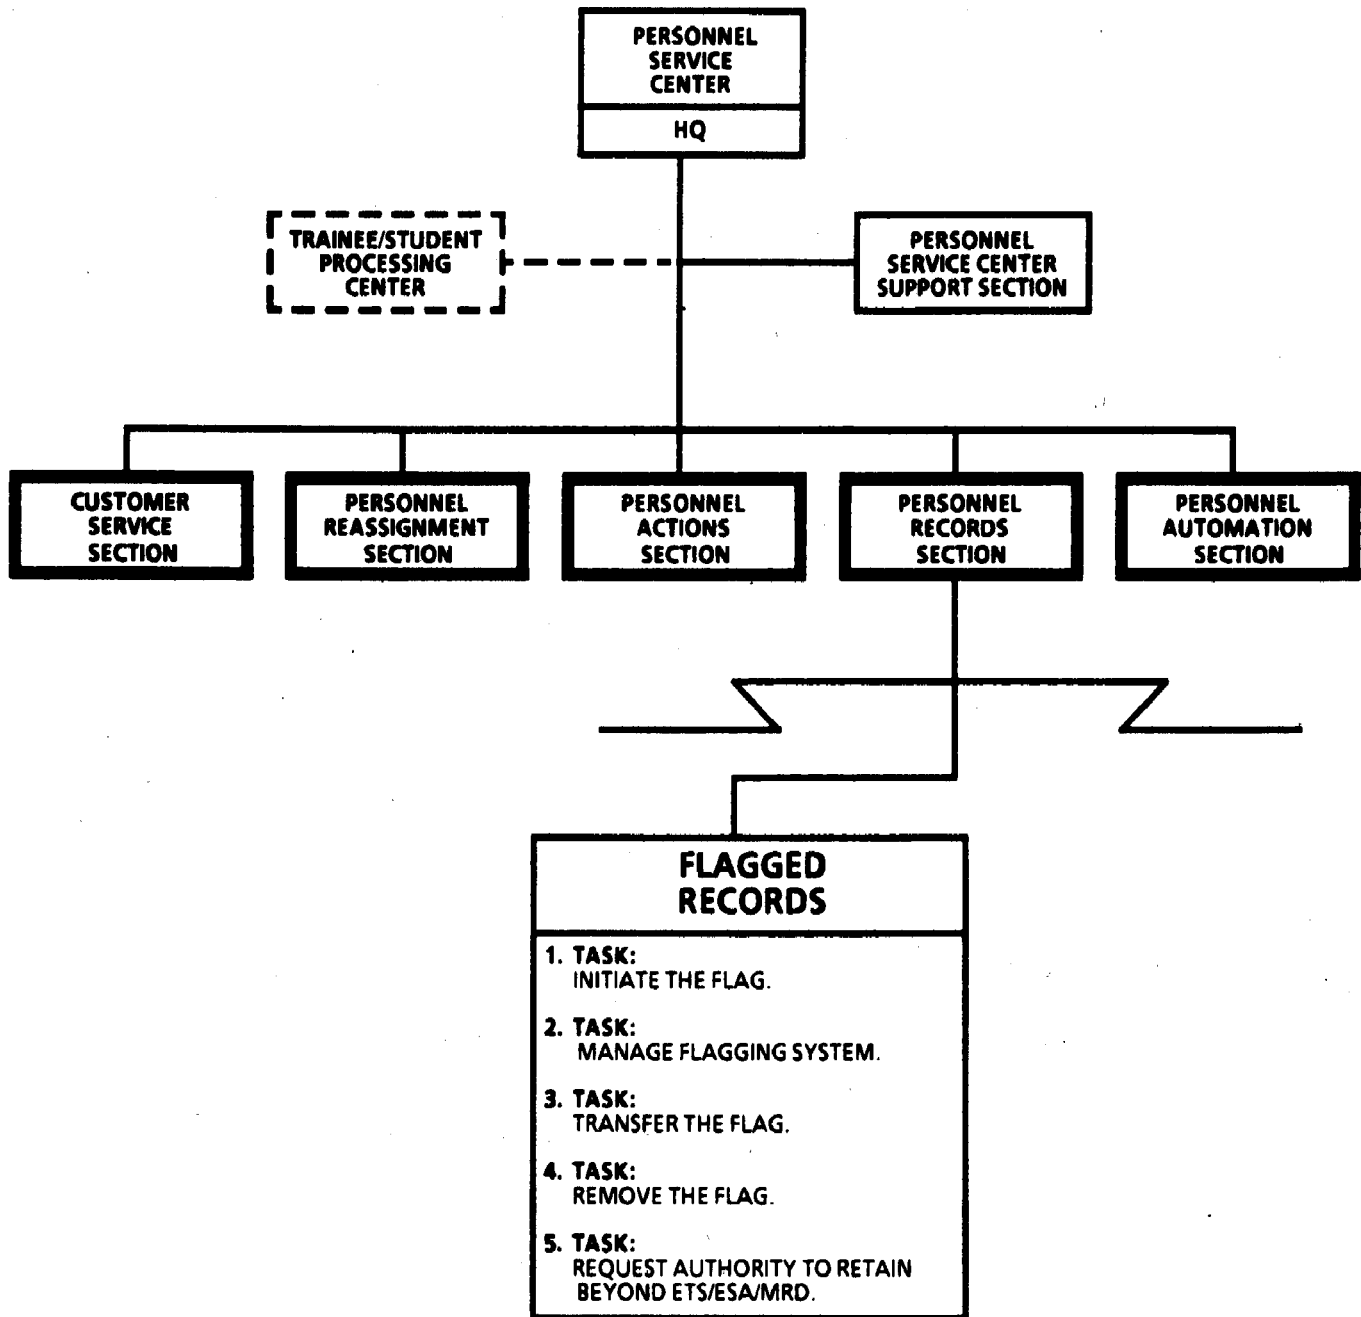 PERSONNEL
SERVICE
CENTER
HQ
TRAINEE/STUDENT
PROCESSING
CENTER
PERSONNEL
SERVICE CENTER
SUPPORT SECTION
CUSTOMER
SERVICE
SECTION
PERSONNEL
REASSIGNMENT
SECTION
PERSONNEL
ACTIONS
SECTION
PERSONNEL
RECORDS
SECTION
PERSONNEL
AUTOMATION
SECTION
FLAGGED
RECORDS
1. TASK:
INITIATE THE FLAG.
2. TASK:
MANAGE FLAGGING SYSTEM.
3. TASK:
TRANSFER THE FLAG.
4. TASK:
REMOVE THE FLAG.
5. TASK:
REQUEST AUTHORITY TO RETAIN
BEYOND ETS/ESA/MRD.